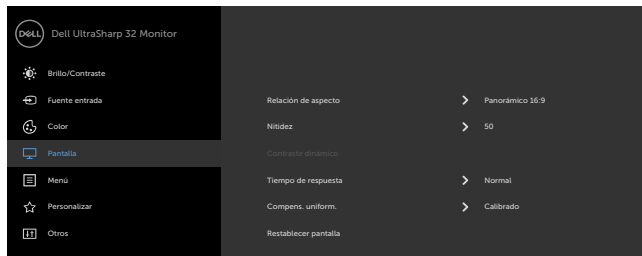 DELL Dell UltraSharp 32 Monitor
Brillo/Contraste
Fuente entrada
Relación de aspecto Panorámico 16:9
Color
Nitidez 50
Pantalla
Contraste dinámico
Menú
Tiempo de respuesta Normal
Personalizar
Compens. uniform. Calibrado
Otros
Restablecer pantalla